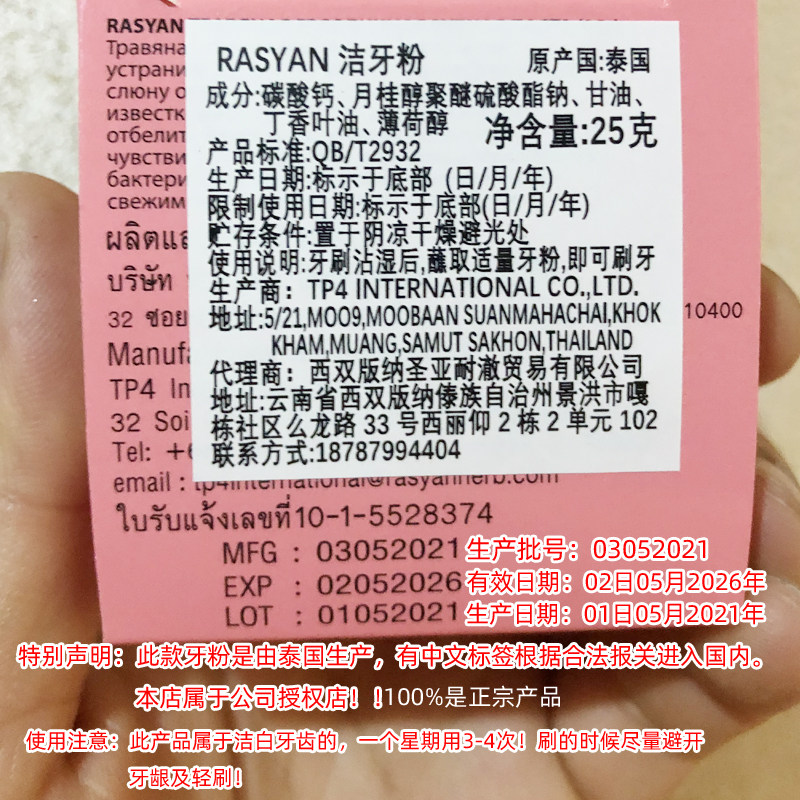 RASYAN
Травяна
устрани
слюну о
известк
отбелит
чувстви
бактери
свежим
ผลิตและ
บริษัท
32 ซอย
10400
Manufa
TP4 In
32 Soi
Tel: +6
email : tp4international@rasyanherb.com
ใบรับแจ้งเลขที่10-1-5528374
RASYAN 洁牙粉 原产国:泰国
成分:碳酸钙、月桂醇聚醚硫酸酯钠、甘油、
丁香叶油、薄荷醇 净含量:25克
产品标准:QB/T2932
生产日期:标示于底部 (日/月/年)
限制使用日期:标示于底部(日/月/年)
贮存条件:置于阴凉干燥避光处
使用说明:牙刷沾湿后,蘸取适量牙粉,即可刷牙
生产商：TP4 INTERNATIONAL CO.,LTD.
地址:5/21,MOO9,MOOBAAN SUANMAHACHAI,KHOK
KHAM,MUANG,SAMUT SAKHON,THAILAND
代理商：西双版纳圣亚耐澈贸易有限公司
地址:云南省西双版纳傣族自治州景洪市嘎
栋社区么龙路 33 号西丽仰 2 栋 2 单元 102
联系方式:18787994404
MFG : 03052021 生产批号：03052021
EXP : 02052026 有效日期：02日05月2026年
LOT : 01052021 生产日期：01日05月2021年
特别声明：此款牙粉是由泰国生产，有中文标签根据合法报关进入国内。
本店属于公司授权店！！100%是正宗产品
使用注意：此产品属于洁白牙齿的，一个星期用3-4次！刷的时候尽量避开
牙龈及轻刷！